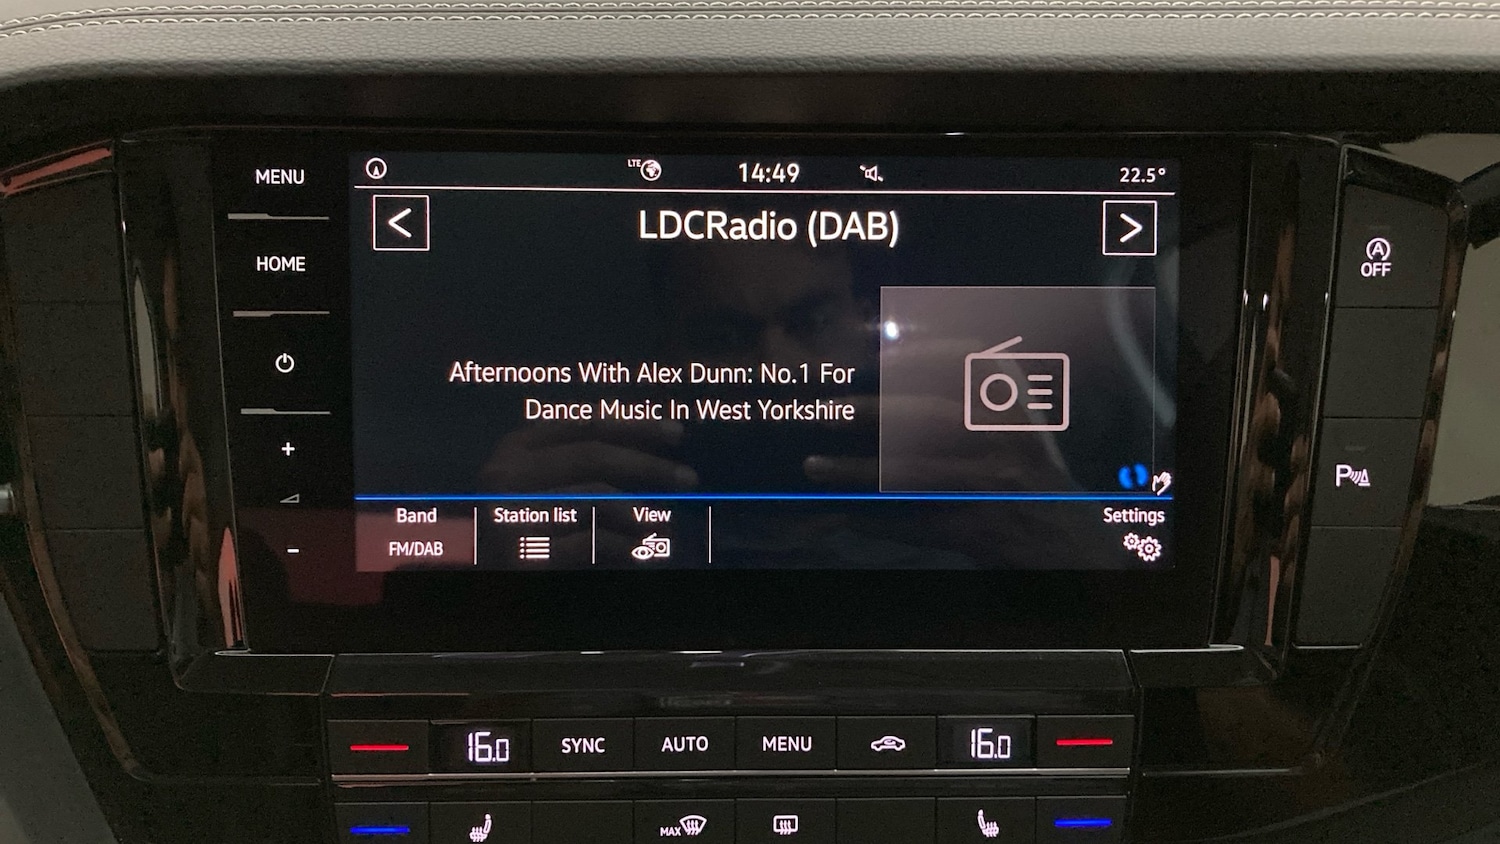 MENU
HOME
+
-
LTE
14:49
22.5°
<
LDCRadio (DAB)
>
Afternoons With Alex Dunn: No.1 For
Dance Music In West Yorkshire
Band
FM/DAB
Station list
View
Settings
A
OFF
P
16.0
SYNC
AUTO
MENU
16.0
MAX